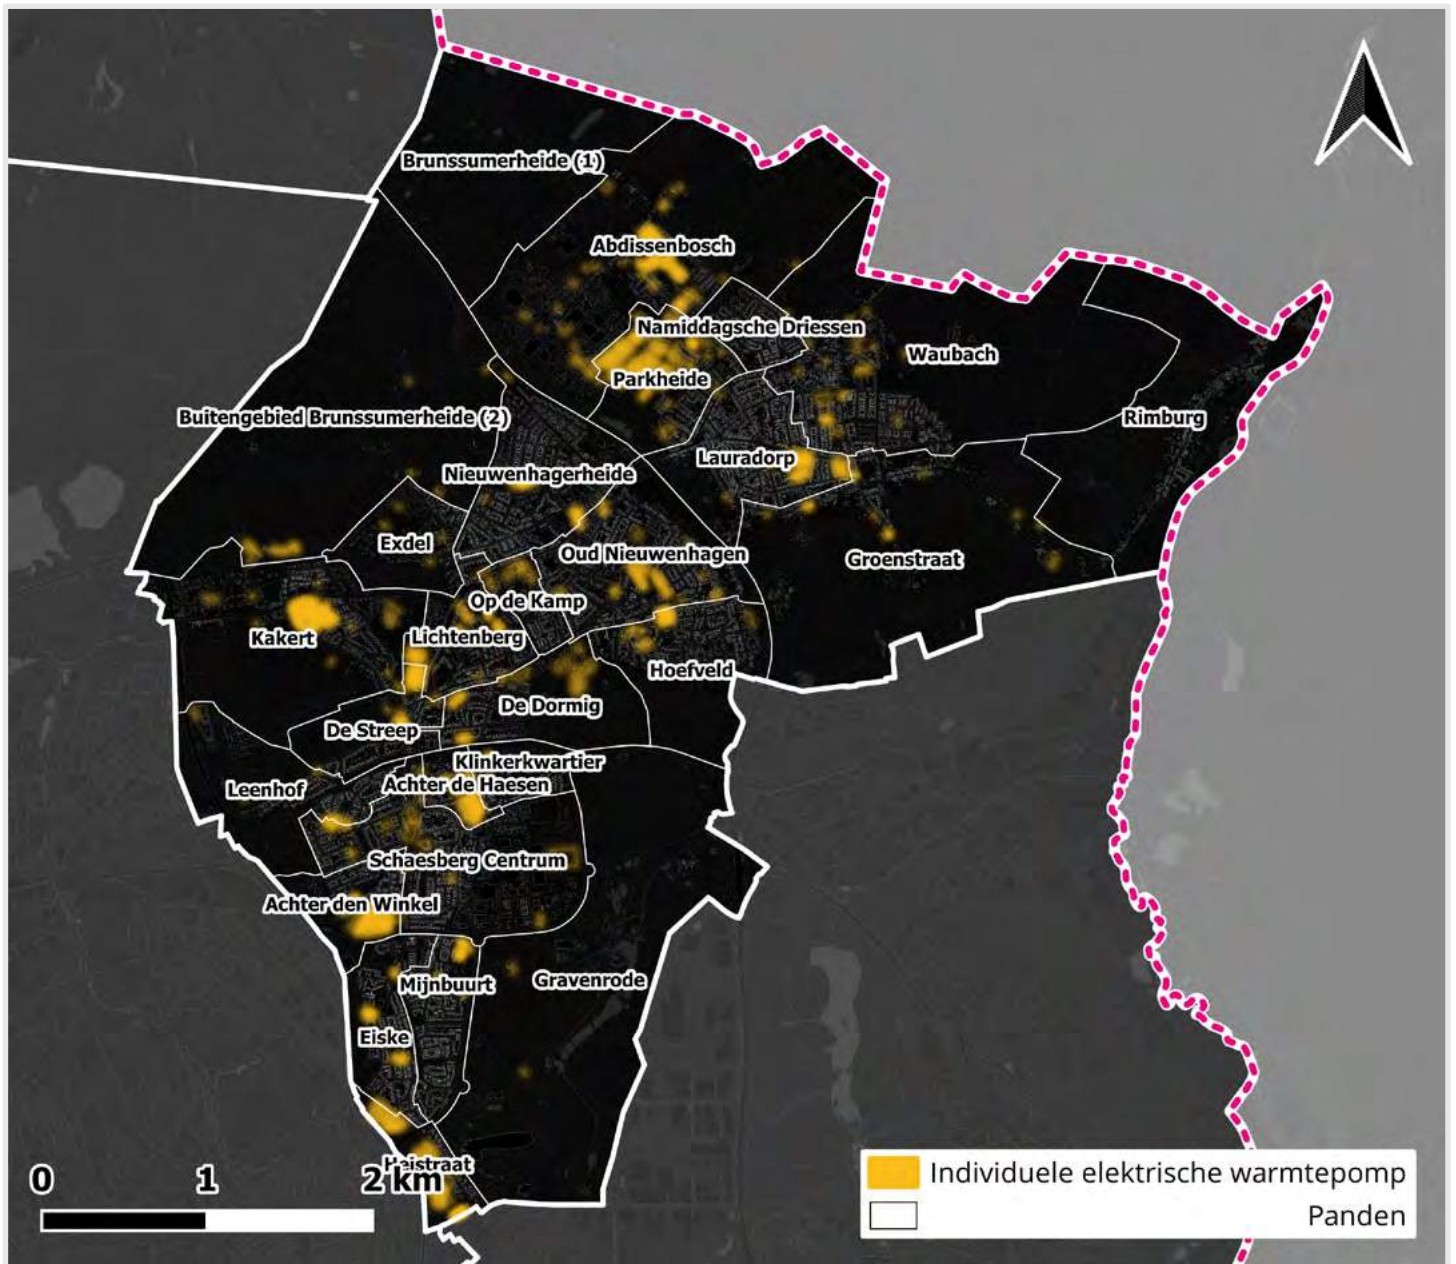 Brunssumerheide (1)
Abdissenbosch
Namiddagsche Driessen
Waubach
Parkheide
Buitengebied Brunssumerheide (2)
Rimburg
Lauradorp
Nieuwenhagerheide
Exdel
Oud Nieuwenhagen
Groenstraat
Op de Kamp
Kakert
Lichtenberg
Hoefveld
De Dormig
De Streep
Klinkerkwartier
Leenhof
Achter de Haesen
Schaesberg Centrum
Achter den Winkel
Gravenrode
Mijnbuurt
Eiske
Heistraat
0 1 2 km
Individuele elektrische warmtepomp
Panden